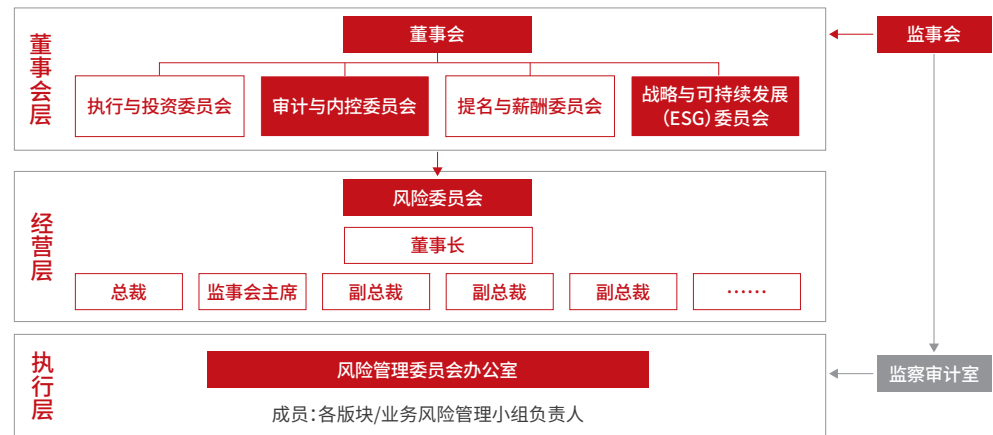 董事会层
董事会
监事会
执行与投资委员会
审计与内控委员会
提名与薪酬委员会
战略与可持续发展
(ESG)委员会
经营层
风险委员会
董事长
总裁
监事会主席
副总裁
副总裁
副总裁
……
执行层
风险管理委员会办公室
监察审计室
成员:各版块/业务风险管理小组负责人